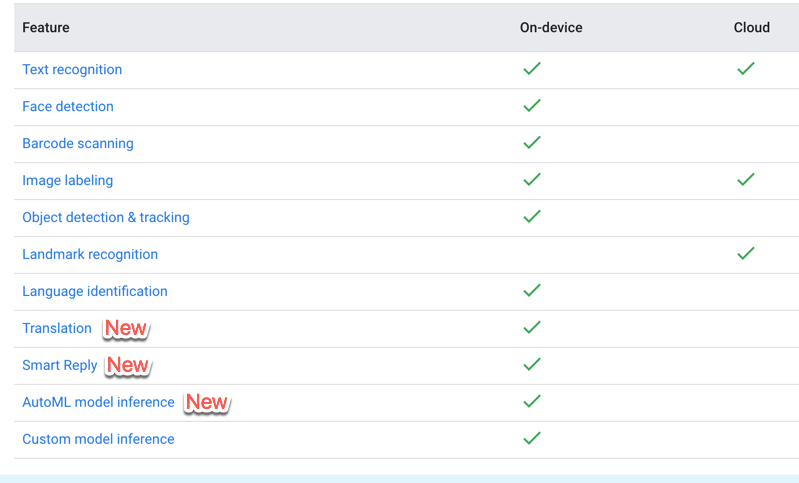 Feature On-device Cloud
Text recognition
Face detection
Barcode scanning
Image labeling
Object detection & tracking
Landmark recognition
Language identification
Translation New
Smart Reply New
AutoML model inference New
Custom model inference